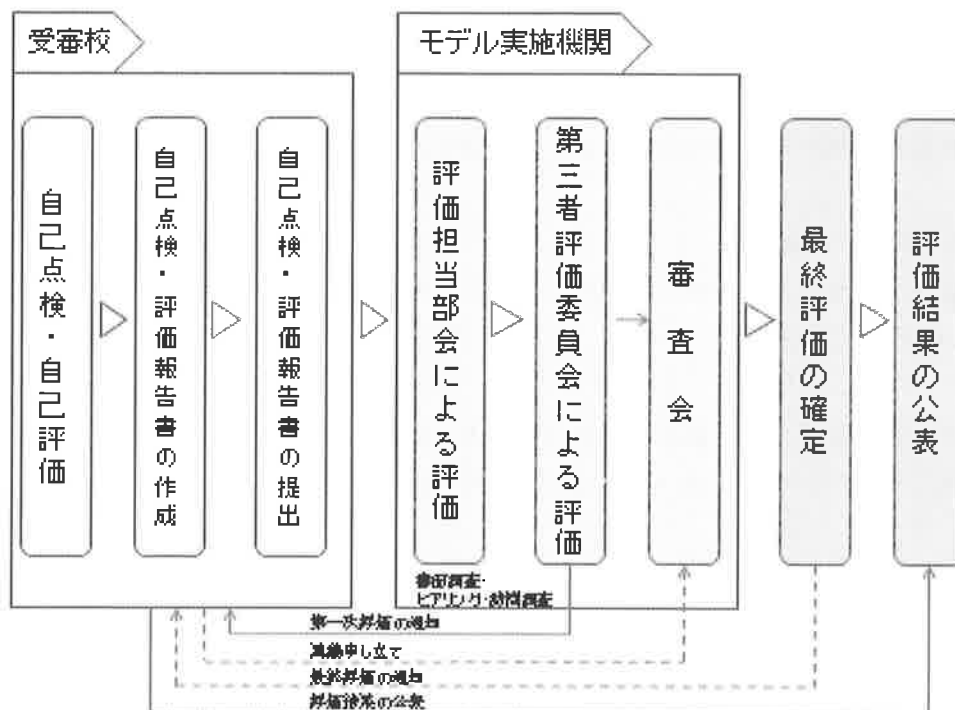 受審校
モデル実施機関
自己点検・自己評価
自己点検・評価報告書の作成
自己点検・評価報告書の提出
評価担当部会による評価
第三者評価委員会による評価
審査会
最終評価の確定
評価結果の公表
書面調査・
ヒアリング・訪問調査
第一次評価の通知
異議申し立て
最終評価の通知
評価結果の公表